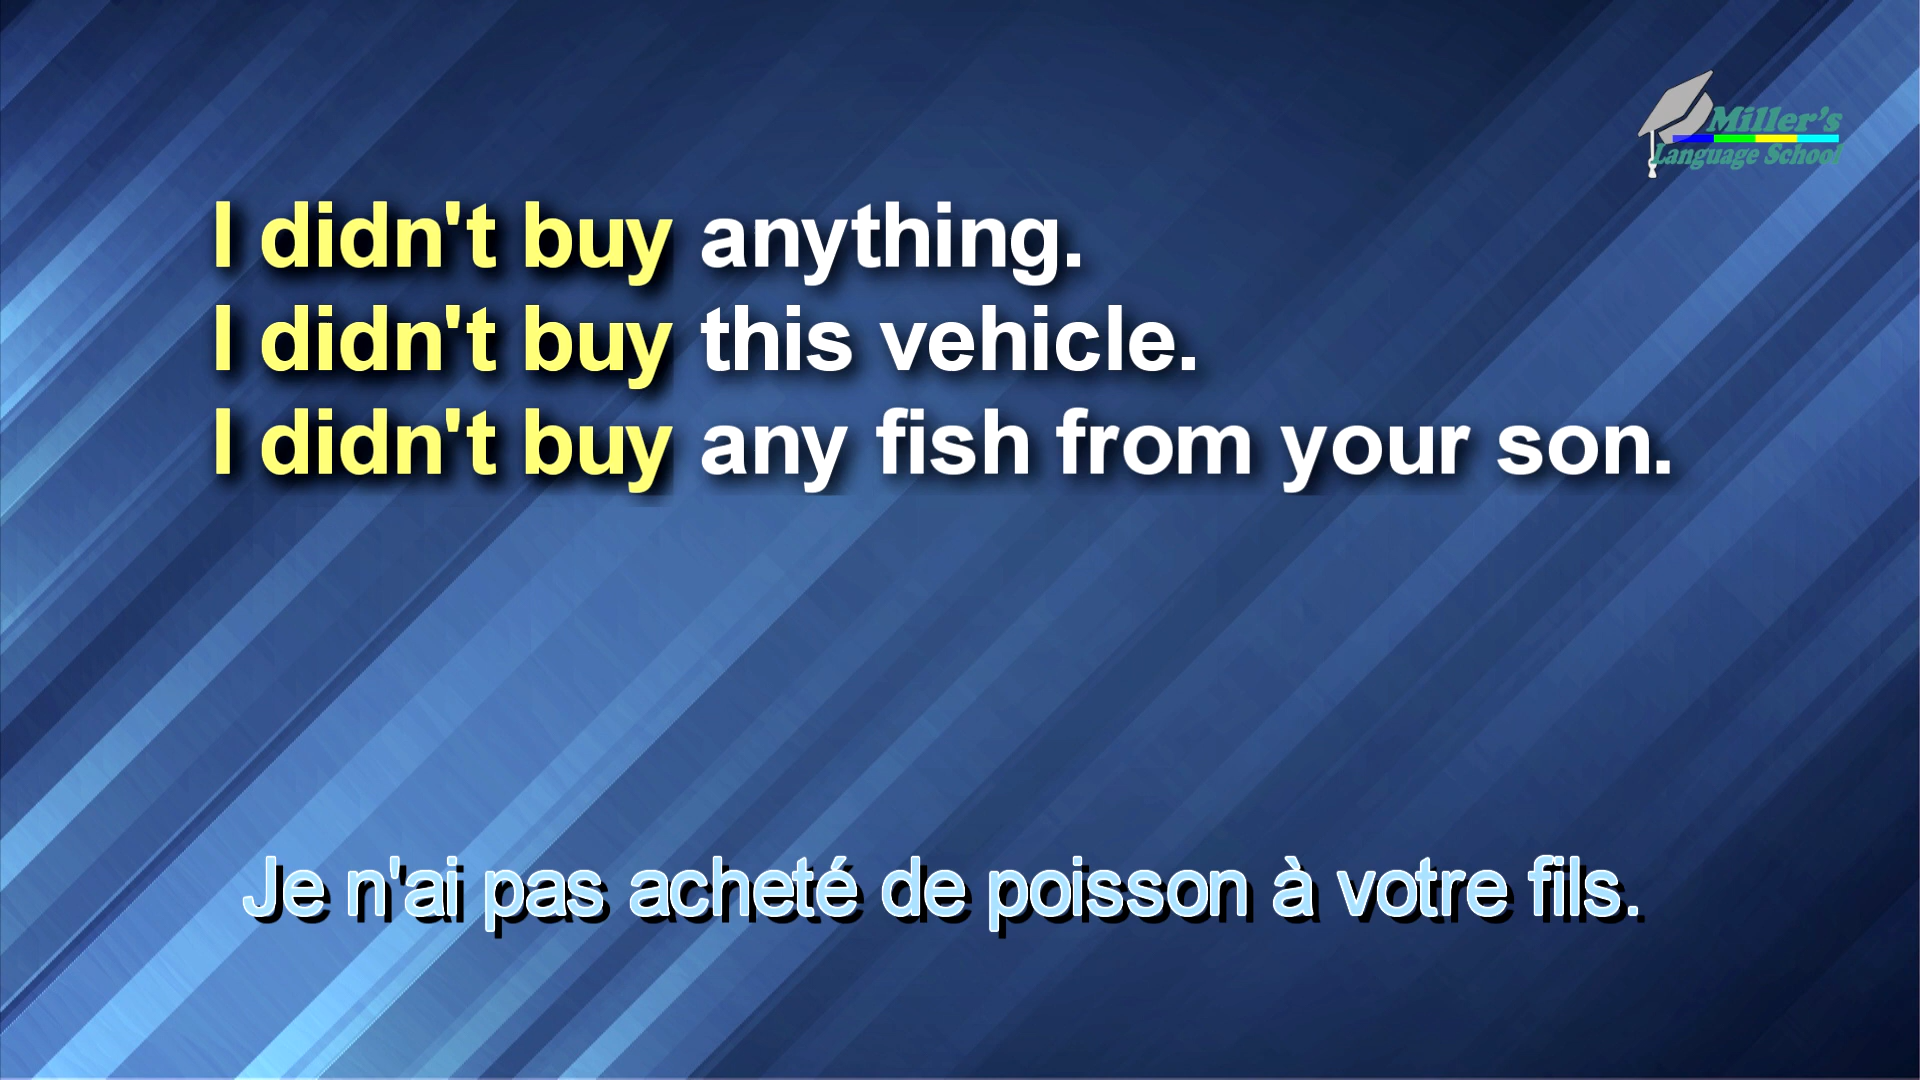 Miller's
Language School
I didn't buy anything.
I didn't buy this vehicle.
I didn't buy any fish from your son.
Je n'ai pas acheté de poisson à votre fils.